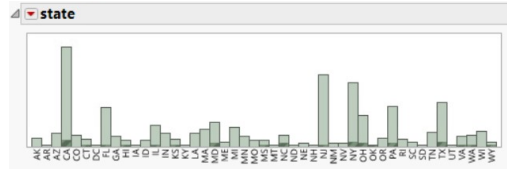 state
AK AR AZ CA CO CT DC FL GA HI IA ID IL IN KS KY LA MA MD ME MI MN MO MS MT NC ND NE NH NJ NM NV NY OH OK OR PA RI SC SD TN TX UT VA WA WI WY